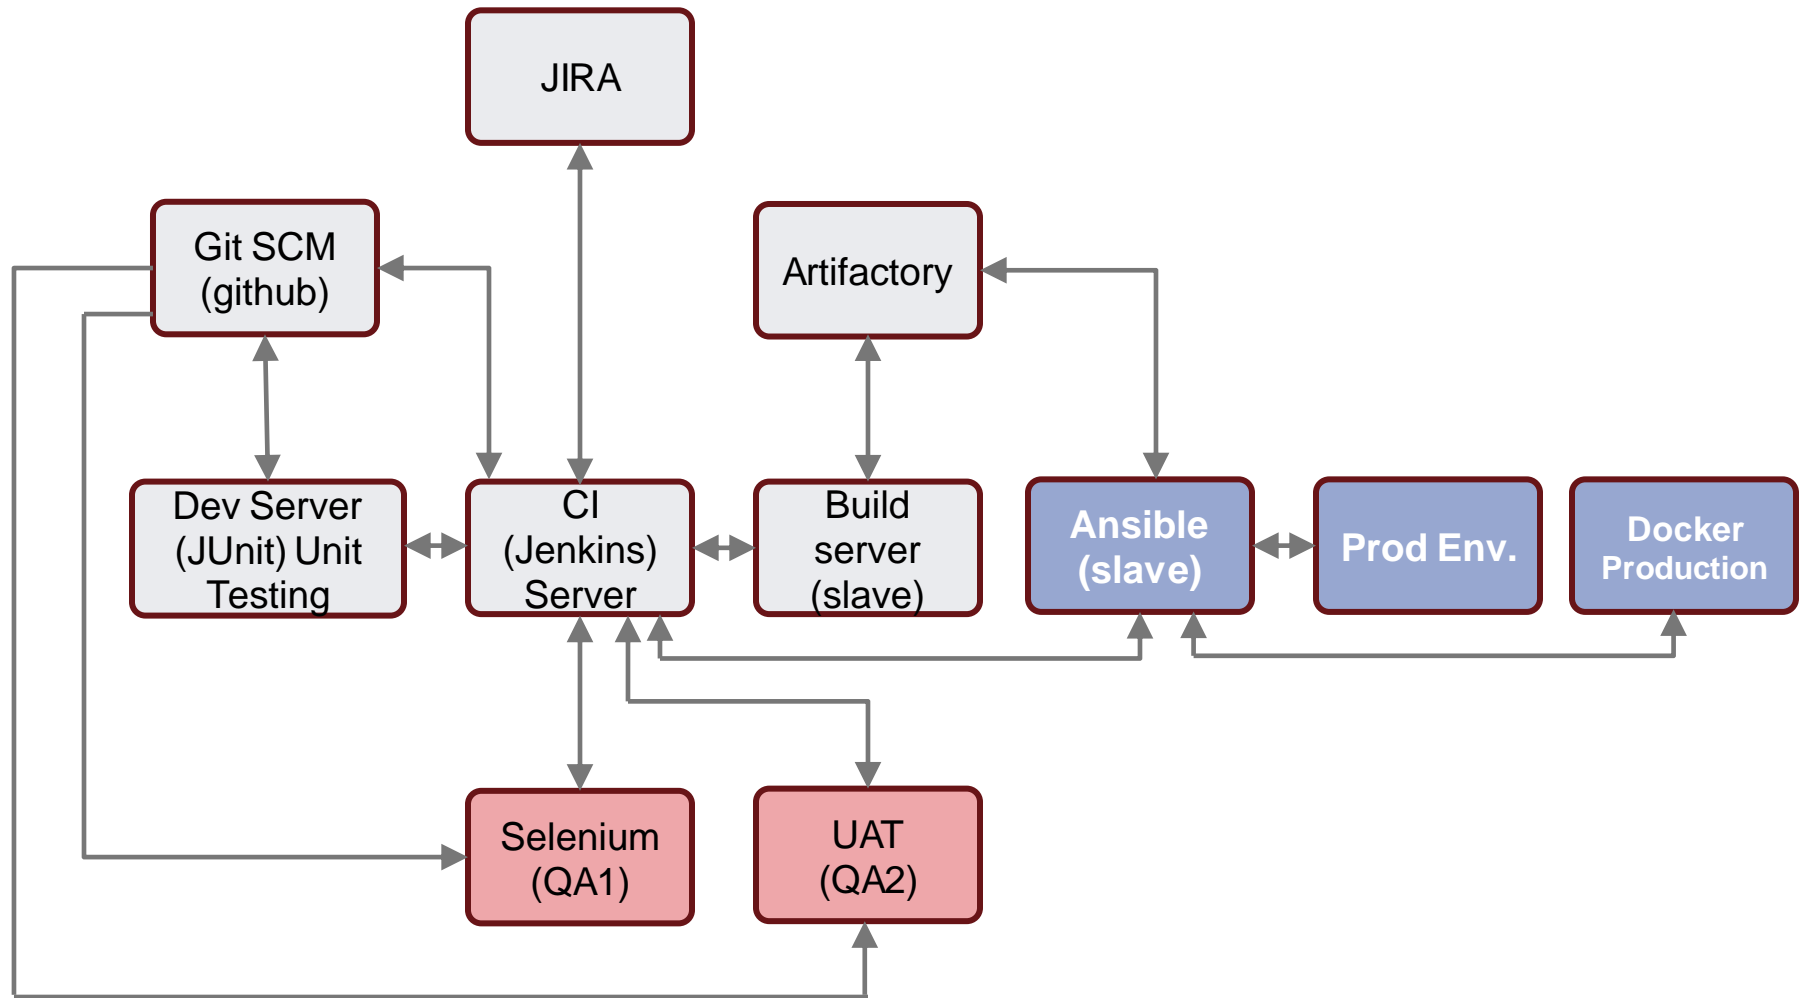 JIRA
Git SCM
(github)
Artifactory
Dev Server
(JUnit) Unit
Testing
CI
(Jenkins)
Server
Build
server
(slave)
Ansible
(slave)
Prod Env.
Docker
Production
Selenium
(QA1)
UAT
(QA2)